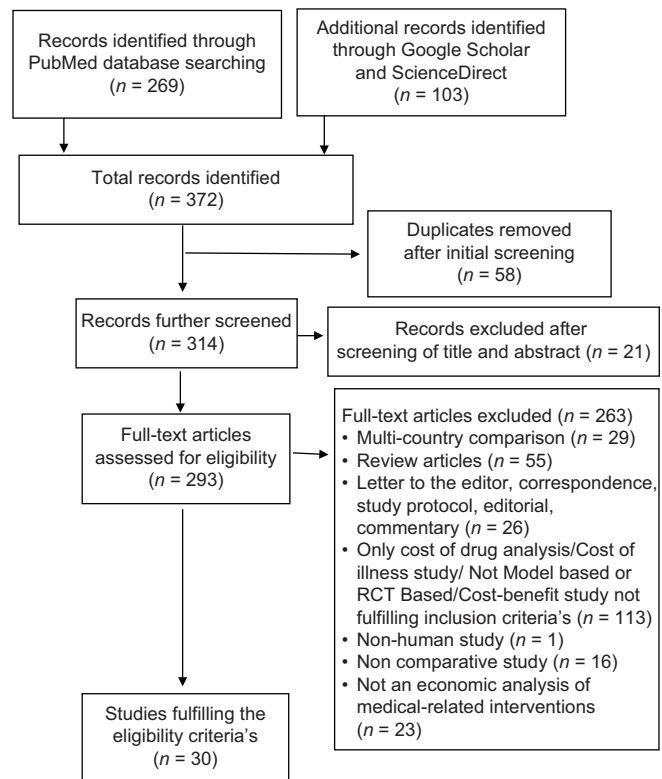 Records identified through
PubMed database searching
(n = 269)
Additional records identified
through Google Scholar
and ScienceDirect
(n = 103)
Total records identified
(n = 372)
Duplicates removed
after initial screening
(n = 58)
Records further screened
(n = 314)
Records excluded after
screening of title and abstract (n = 21)
Full-text articles
assessed for eligibility
(n = 293)
Full-text articles excluded (n = 263)
• Multi-country comparison (n = 29)
• Review articles (n = 55)
• Letter to the editor, correspondence,
study protocol, editorial,
commentary (n = 26)
• Only cost of drug analysis/Cost of
illness study/ Not Model based or
RCT Based/Cost-benefit study not
fulfilling inclusion criteria's (n = 113)
• Non-human study (n = 1)
• Non comparative study (n = 16)
• Not an economic analysis of
medical-related interventions
(n = 23)
Studies fulfilling the
eligibility criteria's
(n = 30)